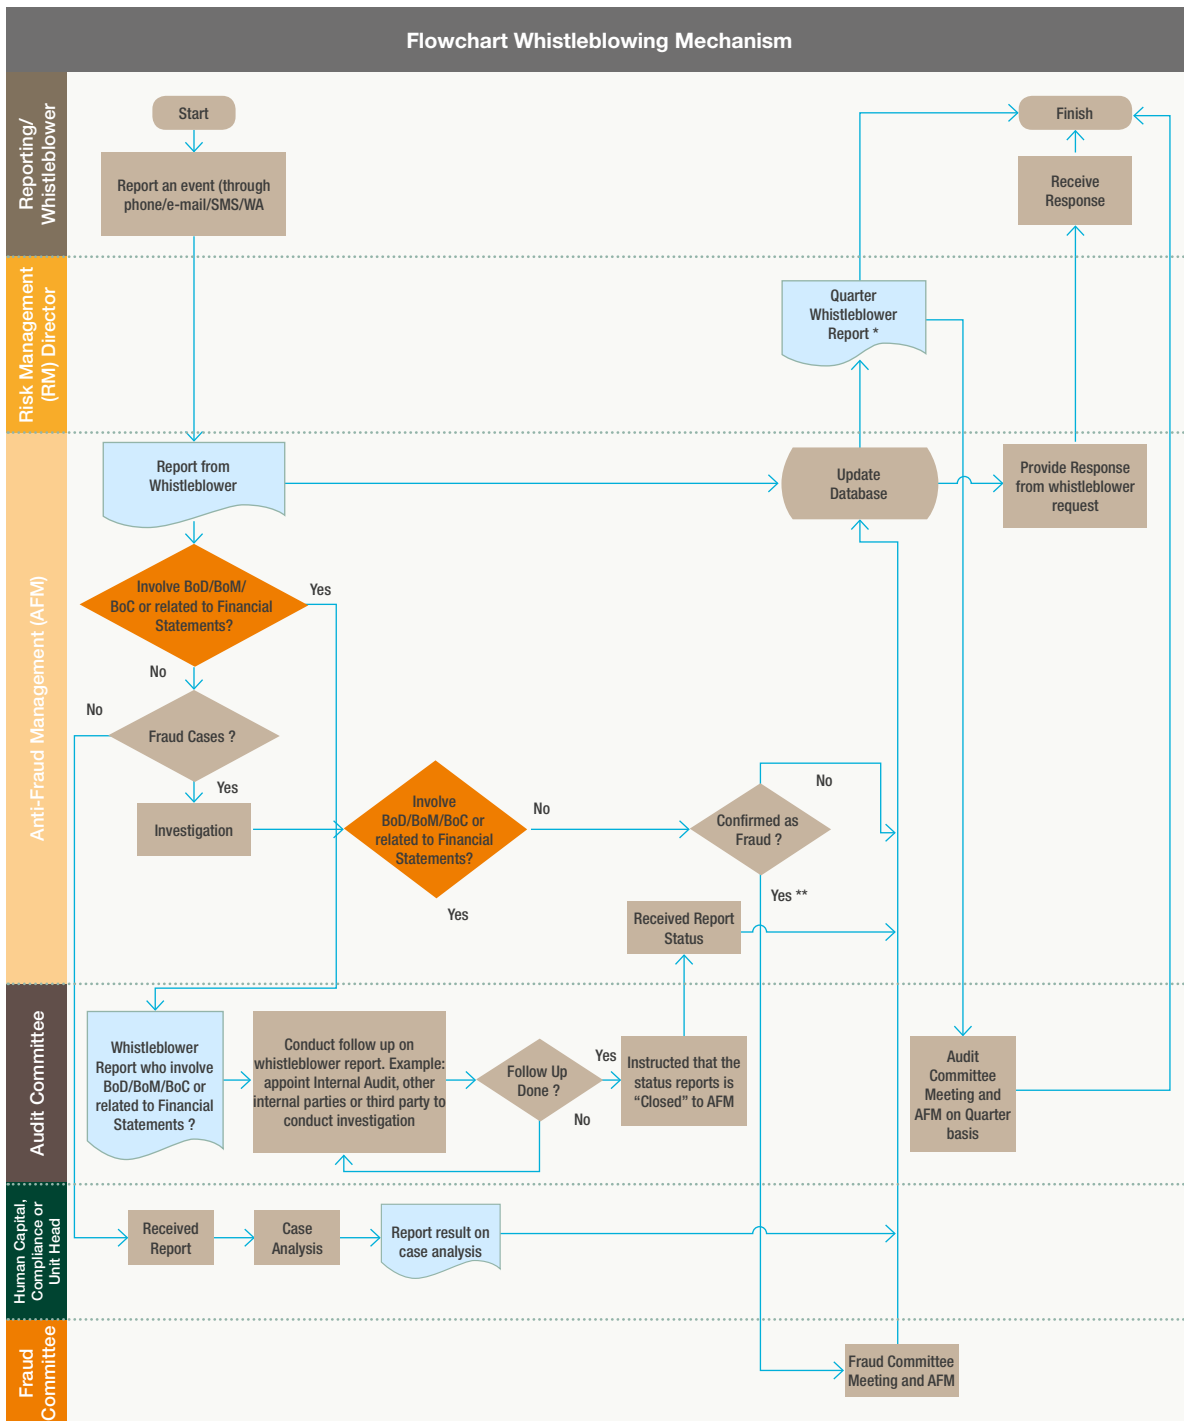 Flowchart Whistleblowing Mechanism
Reporting/
Whistleblower
Start
Report an event (through
phone/e-mail/SMS/WA
Finish
Receive
Response
Risk Management
(RM) Director
Quarter
Whistleblower
Report *
Anti-Fraud Management (AFM)
Report from
Whistleblower
Update
Database
Provide Response
from whistleblower
request
Involve BoD/BoM/
BoC or related to Financial
Statements?
Yes
No
No
Fraud Cases ?
Yes
Investigation
Involve
BoD/BoM/BoC or
related to Financial
Statements?
No
Yes
Confirmed as
Fraud ?
No
Yes **
Received Report
Status
Audit Committee
Whistleblower
Report who involve
BoD/BoM/BoC or
related to Financial
Statements ?
Conduct follow up on
whistleblower report. Example:
appoint Internal Audit, other
internal parties or third party to
conduct investigation
Follow Up
Done ?
Yes
No
Instructed that the
status reports is
“Closed” to AFM
Audit
Committee
Meeting and
AFM on Quarter
basis
Human Capital,
Compliance or
Unit Head
Received
Report
Case
Analysis
Report result on
case analysis
Fraud
Committee
Fraud Committee
Meeting and AFM